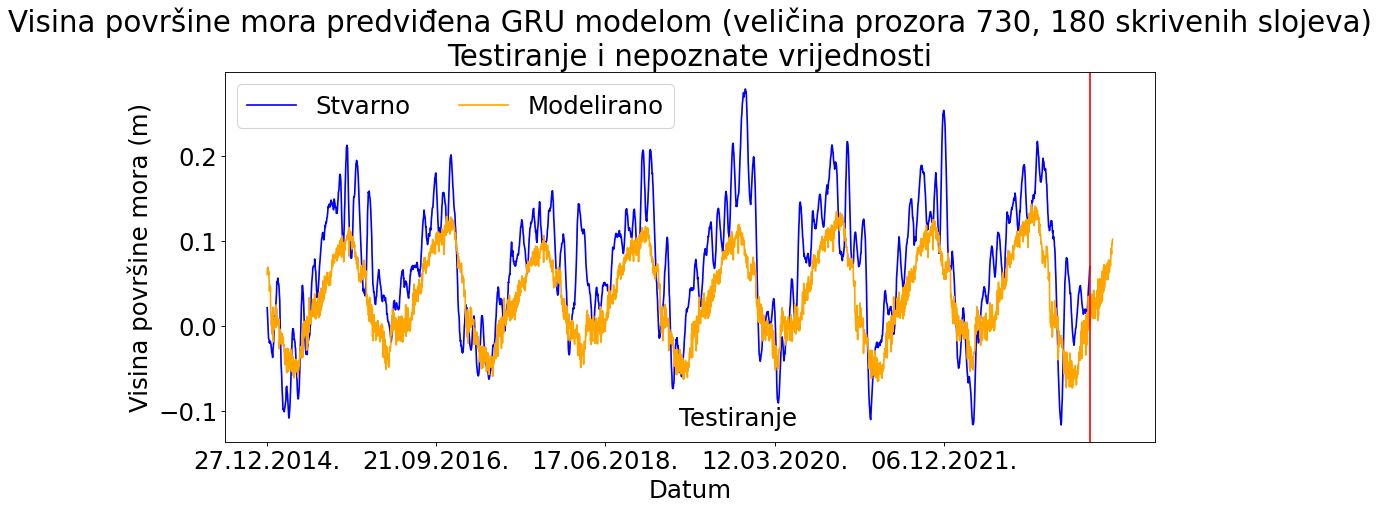 Visina površine mora predviđena GRU modelom (veličina prozora 730, 180 skrivenih slojeva)
Testiranje i nepoznate vrijednosti
Stvarno
Modelirano
Visina površine mora (m)
0.2
0.1
0.0
−0.1
Testiranje
27.12.2014.
21.09.2016.
17.06.2018.
12.03.2020.
06.12.2021.
Datum